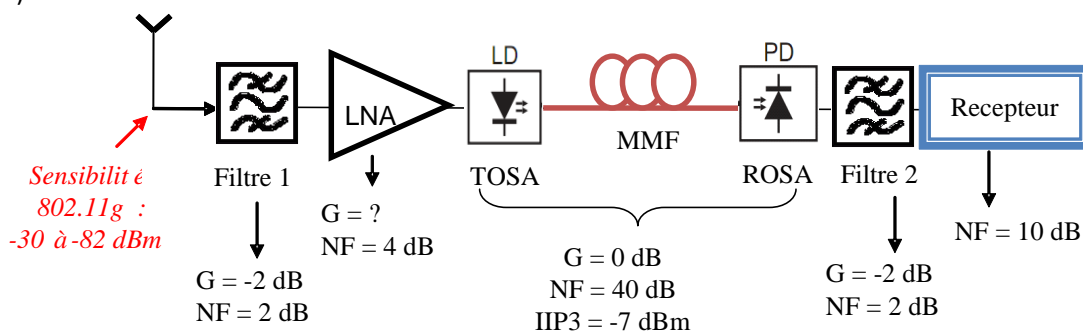 LD
PD
LNA
Recepteur
MMF
Sensibilité
802.11g :
-30 à -82 dBm
Filtre 1
TOSA
ROSA
Filtre 2
G = ?
NF = 4 dB
NF = 10 dB
G = 0 dB
NF = 40 dB
IIP3 = -7 dBm
G = -2 dB
NF = 2 dB
G = -2 dB
NF = 2 dB